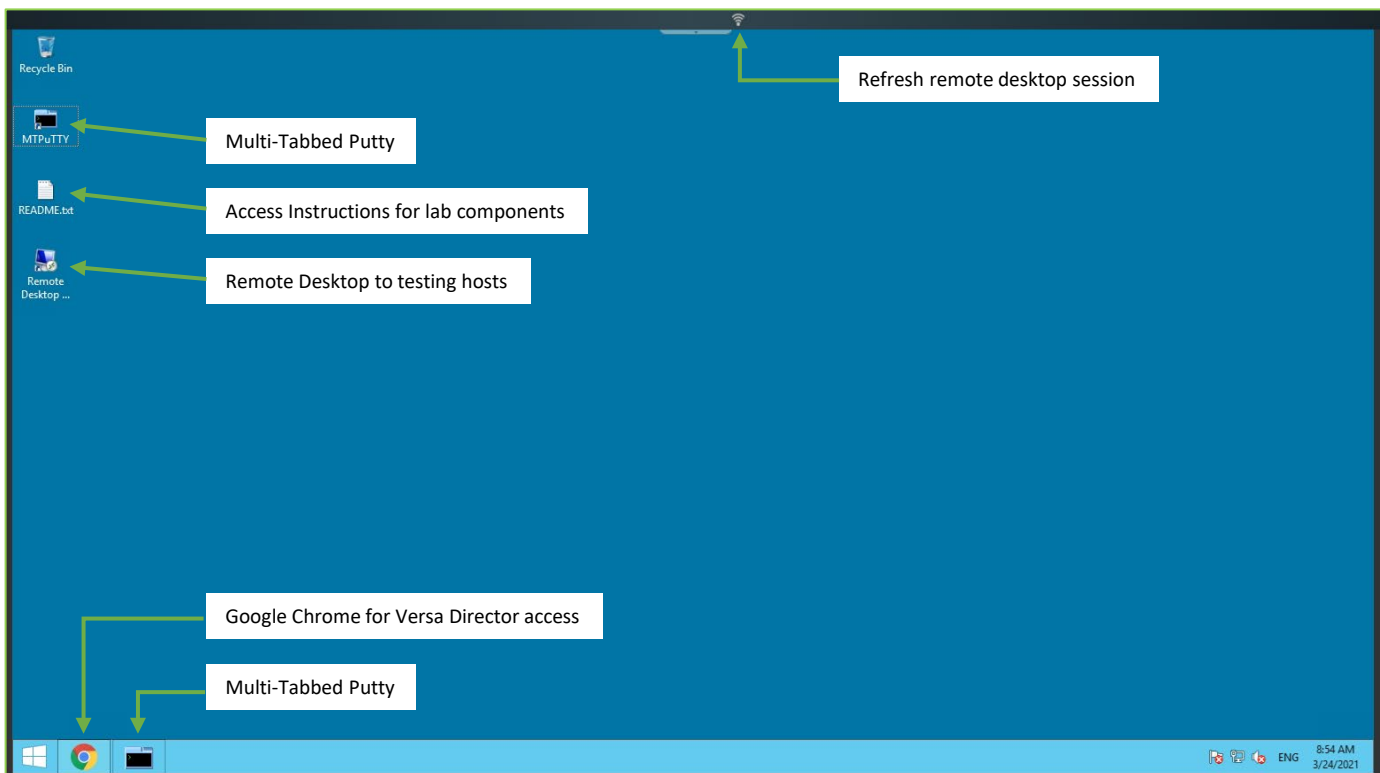 Recycle Bin
Refresh remote desktop session
MTPuTTY
Multi-Tabbed Putty
README.txt
Access Instructions for lab components
Remote
Desktop ...
Remote Desktop to testing hosts
Google Chrome for Versa Director access
Multi-Tabbed Putty
ENG
8:54 AM
3/24/2021